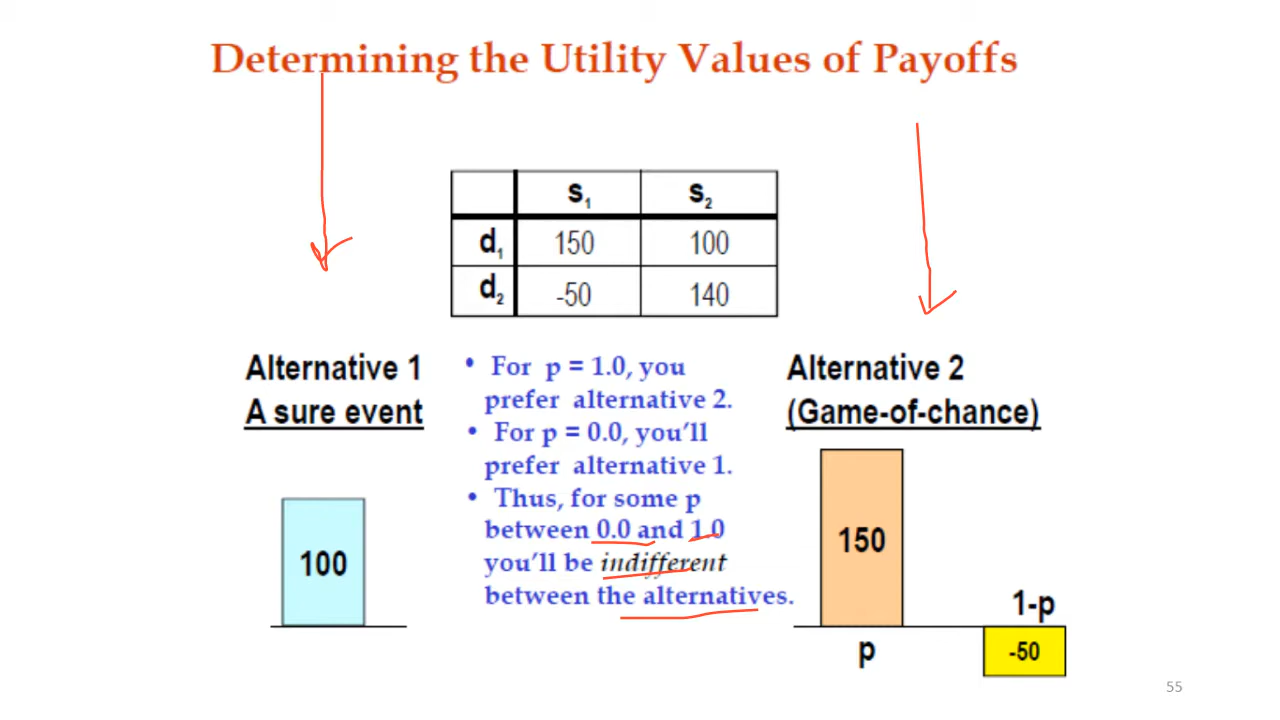 Determining the Utility Values of Payoffs
s1 s2
d1 150 100
d2 -50 140
Alternative 1
A sure event
100
• For p = 1.0, you
prefer alternative 2.
• For p = 0.0, you'll
prefer alternative 1.
• Thus, for some p
between 0.0 and 1.0
you'll be indifferent
between the alternatives.
Alternative 2
(Game-of-chance)
150
1-p
p
-50
55